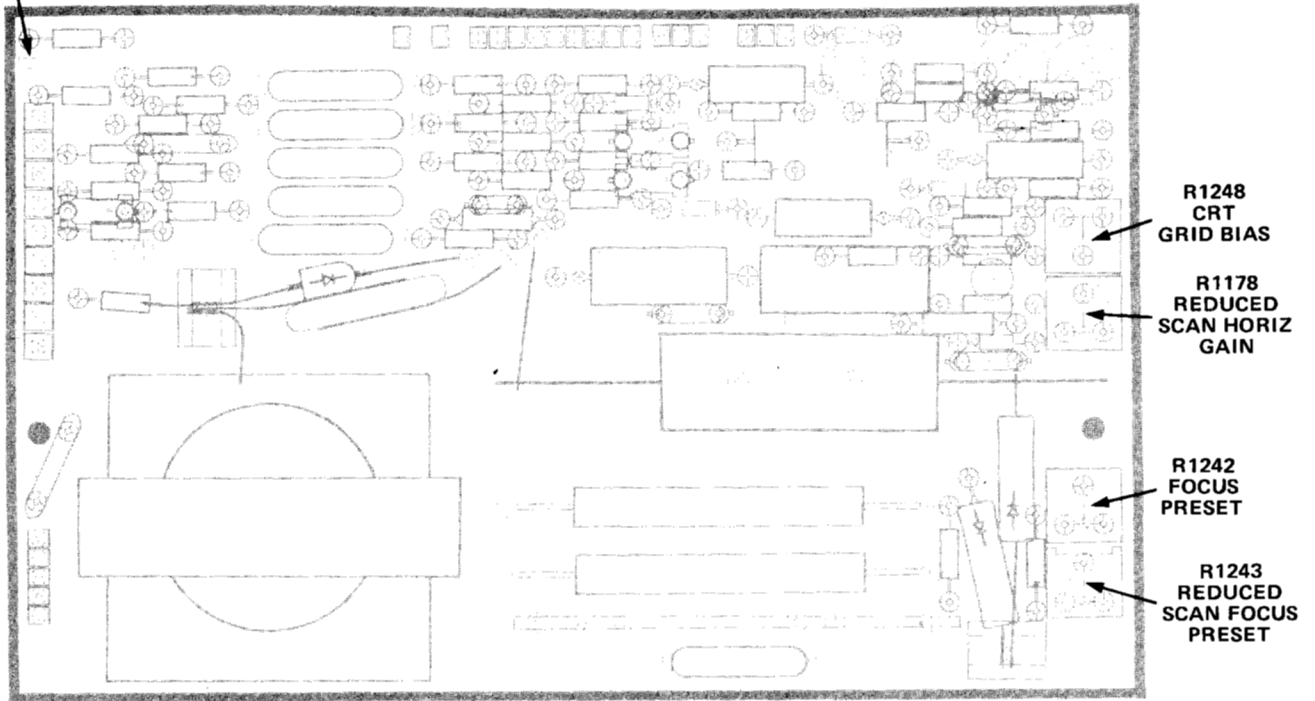 R1248
CRT
GRID BIAS
R1178
REDUCED
SCAN HORIZ
GAIN
R1242
FOCUS
PRESET
R1243
REDUCED
SCAN FOCUS
PRESET